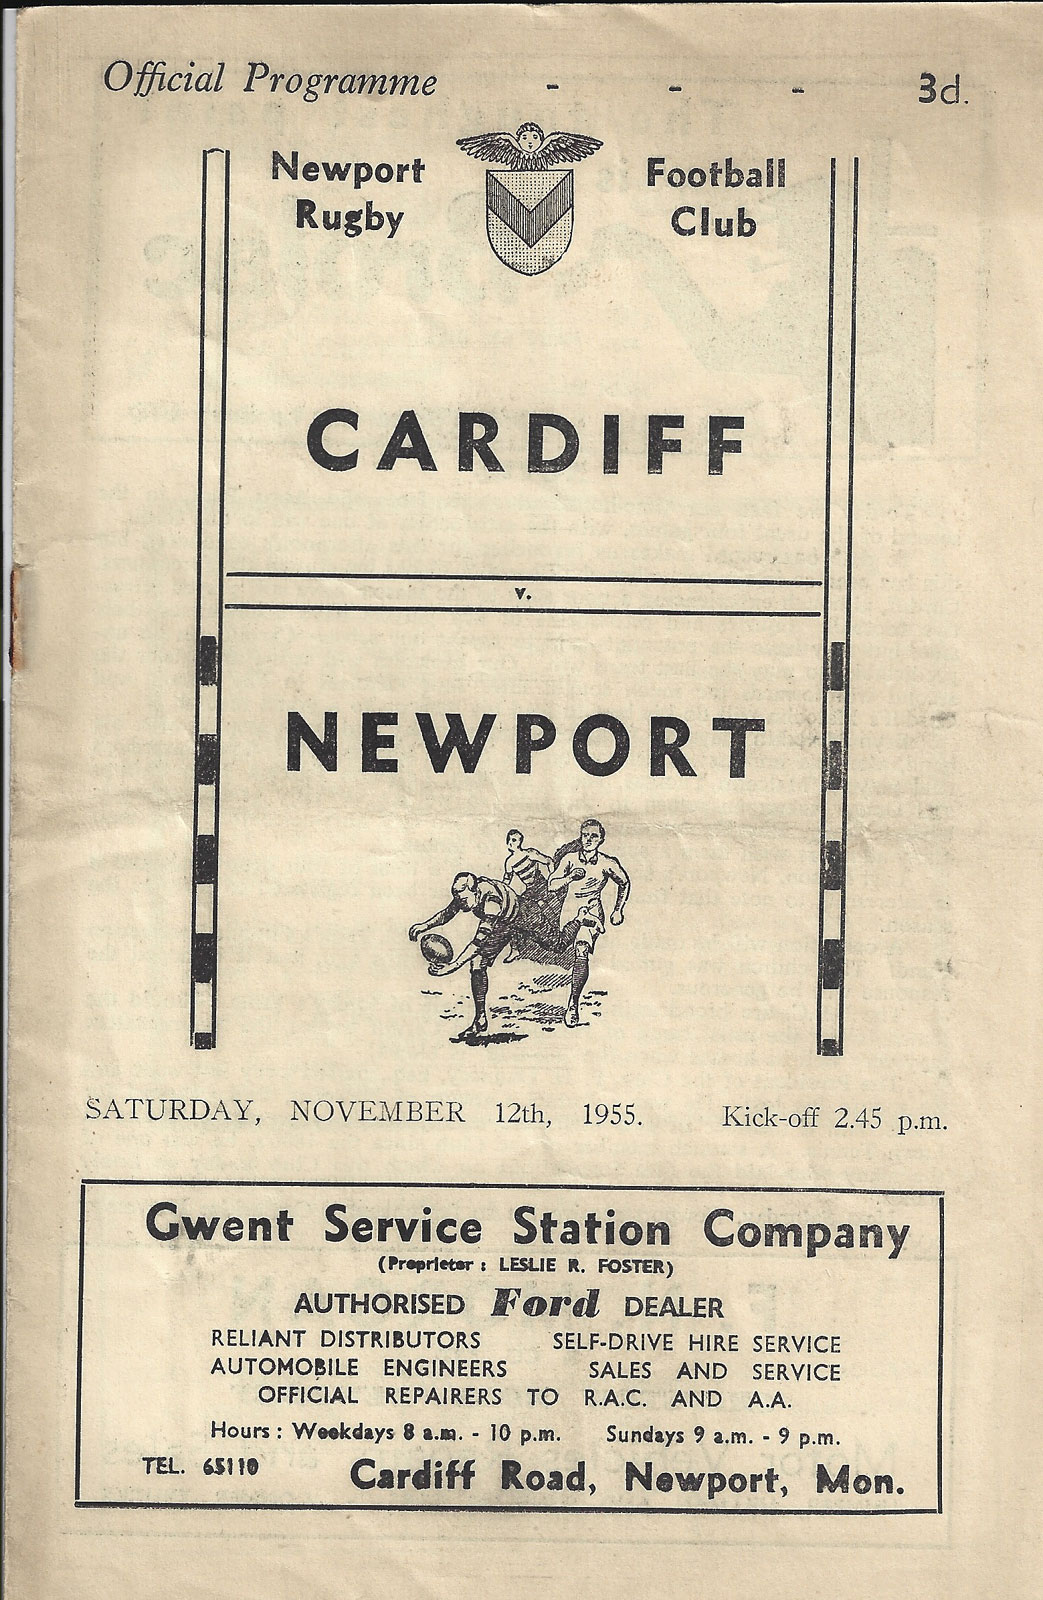 Official Programme - - - 3d.
Newport Rugby Football Club
CARDIFF
v.
NEWPORT
SATURDAY, NOVEMBER 12th, 1955. Kick-off 2.45 p.m.
Gwent Service Station Company
(Proprietor : LESLIE R. FOSTER)
AUTHORISED Ford DEALER
RELIANT DISTRIBUTORS SELF-DRIVE HIRE SERVICE
AUTOMOBILE ENGINEERS SALES AND SERVICE
OFFICIAL REPAIRERS TO R.A.C. AND A.A.
Hours : Weekdays 8 a.m. - 10 p.m. Sundays 9 a.m. - 9 p.m.
TEL. 65110 Cardiff Road, Newport, Mon.